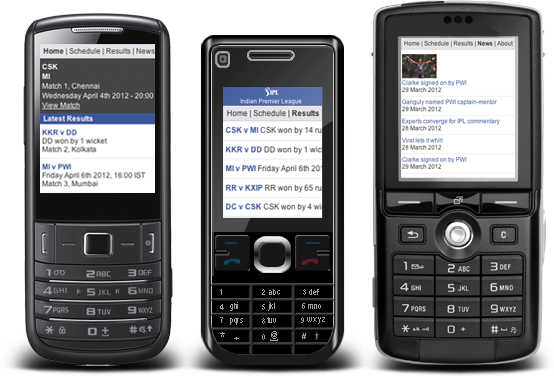 Home | Schedule | Results | News
CSK
MI
Match 1, Chennai
Wednesday April 4th 2012 - 20:00
View Match
Latest Results
KKR v DD
DD won by 1 wicket
Match 2, Kolkata
MI v PWI
Friday April 6th 2012, 16:00 IST
Match 3, Mumbai
1
2 ABC
3 DEF
4 GHI
5 JKL
6 MNO
7 PQRS
8 TUV
9 WXYZ
* 0 + #
IPL
Indian Premier League
Home | Schedule | Results
CSK v MI CSK won by 14 ru
KKR v DD DD won by 1 wic
MI v PWI Friday April 6th 201
RR v KXIP RR won by 65 ru
DC v CSK CSK won by 4 wi
1 2 abc 3 def
4 ghi 5 jkl 6 mno
7 pqrs 8 tuv 9 wxyz
* + 0 #
Home | Schedule | Results | News | About
Clarke signed on by PWI
29 March 2012
Ganguly named PWI captain-mentor
29 March 2012
Experts converge for IPL commentary
28 March 2012
Virat lets it whirl!
28 March 2012
Clarke signed on by PWI
29 March 2012
C
1
2 ABC
3 DEF
4 GHI
5 JKL
6 MNO
7 PQRS
8 TUV
9 WXYZ
* 0 + #